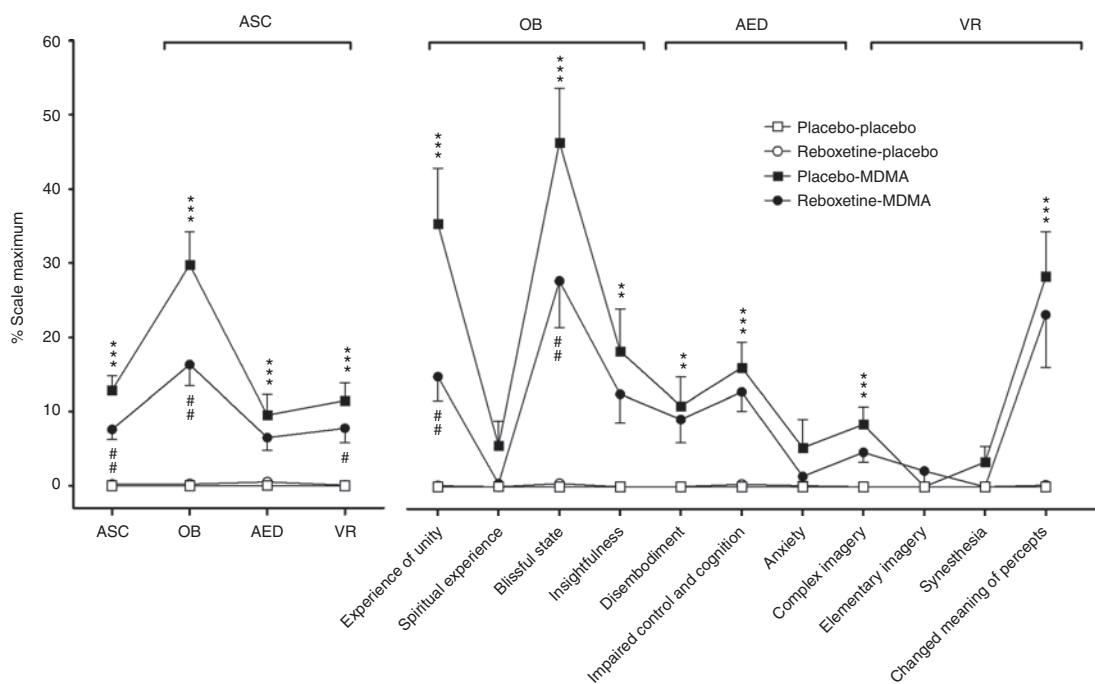 ASC
OB
AED
VR
60
50
40
30
20
10
0
% Scale maximum
Placebo-placebo
Reboxetine-placebo
Placebo-MDMA
Reboxetine-MDMA
***
***
***
***
***
***
**
**
***
***
***
##
##
#
##
##
ASC
OB
AED
VR
Experience of unity
Spiritual experience
Blissful state
Insightfulness
Disembodiment
Impaired control and cognition
Anxiety
Complex imagery
Elementary imagery
Synesthesia
Changed meaning of percepts